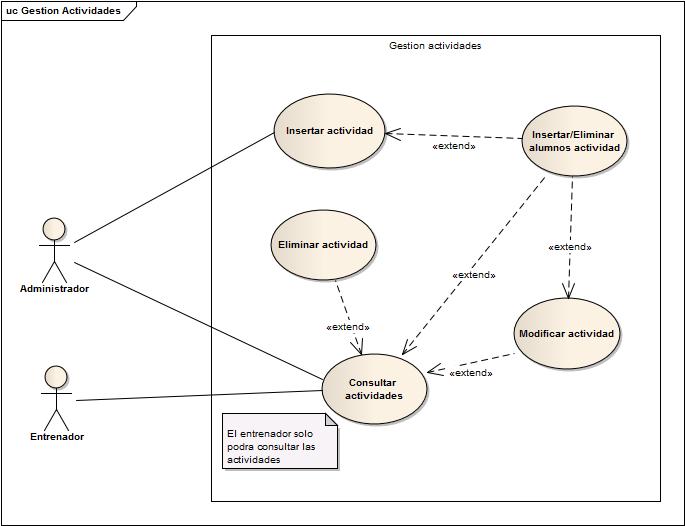 uc Gestion Actividades
Gestion actividades
Insertar actividad
Insertar/Eliminar
alumnos actividad
«extend»
Eliminar actividad
«extend»
«extend»
Administrador
«extend»
Modificar actividad
«extend»
Consultar
actividades
Entrenador
El entrenador solo
podra consultar las
actividades